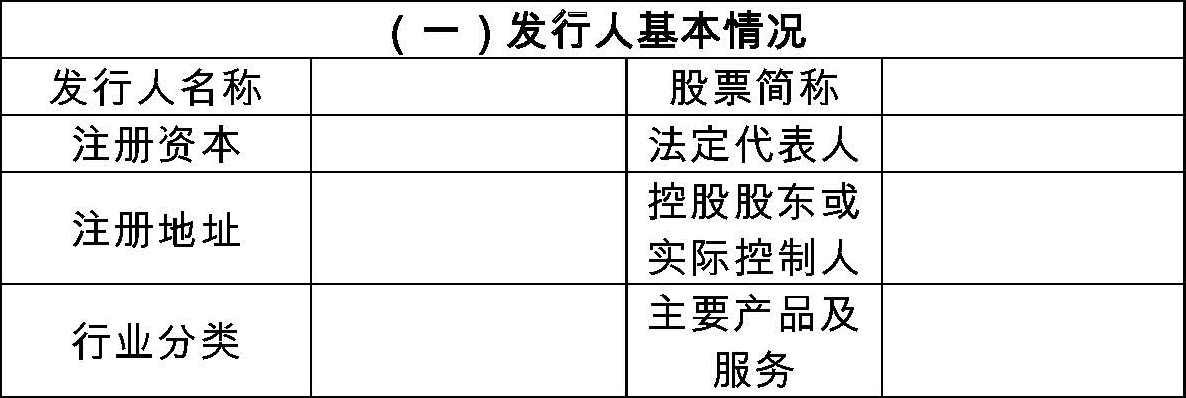 （一）发行人基本情况
发行人名称 股票简称
注册资本 法定代表人
注册地址 控股股东或
实际控制人
行业分类 主要产品及
服务